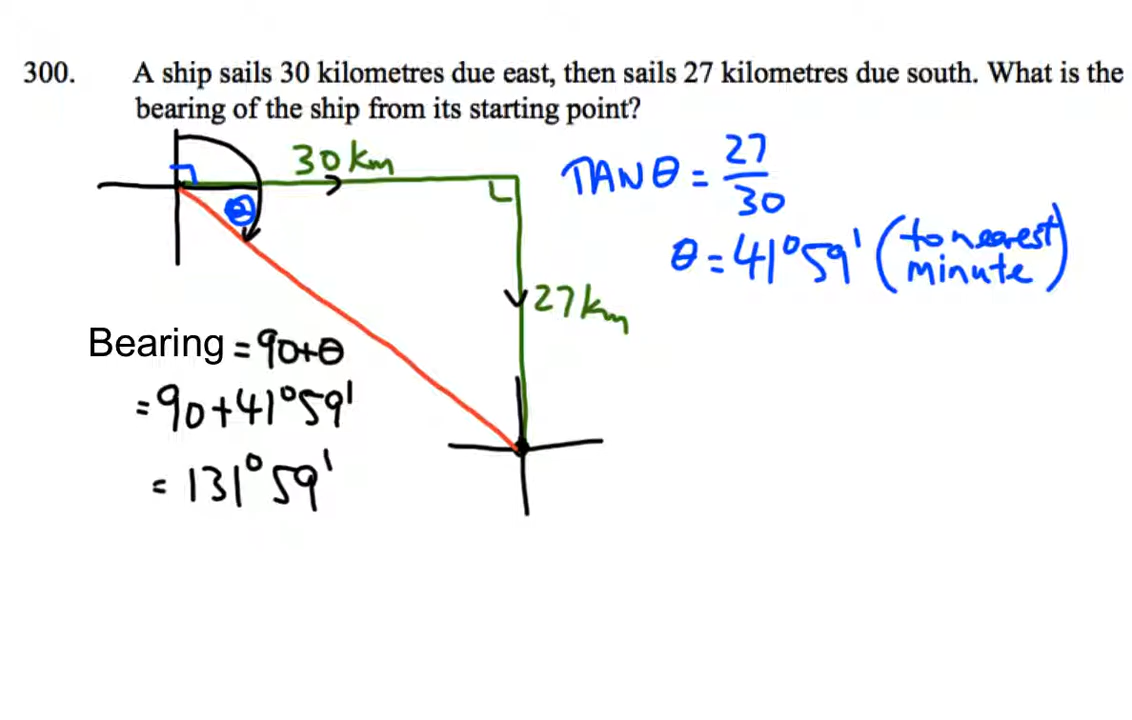 300. A ship sails 30 kilometres due east, then sails 27 kilometres due south. What is the
bearing of the ship from its starting point?
30 km
TAN θ = 27/30
θ
θ = 41°59' (to nearest minute)
27 km
Bearing = 90+θ
= 90+41°59'
= 131°59'